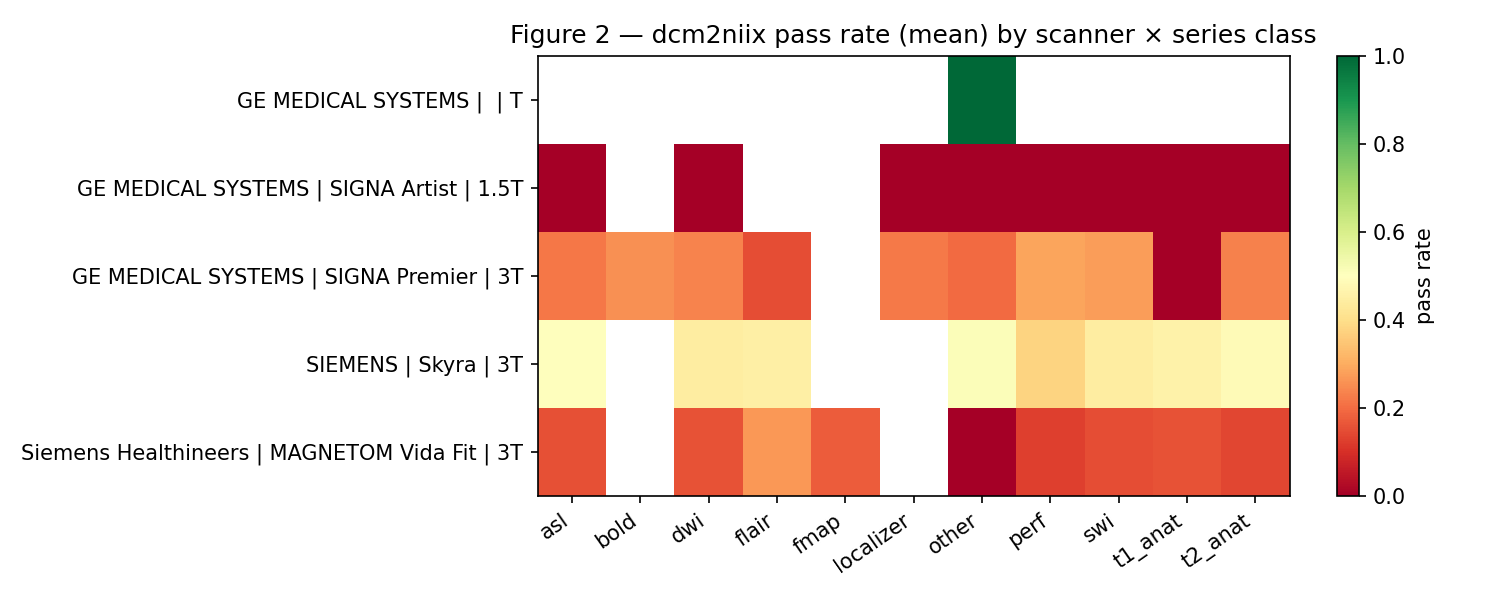 Figure 2 — dcm2niix pass rate (mean) by scanner × series class
GE MEDICAL SYSTEMS |  | T
GE MEDICAL SYSTEMS | SIGNA Artist | 1.5T
GE MEDICAL SYSTEMS | SIGNA Premier | 3T
SIEMENS | Skyra | 3T
Siemens Healthineers | MAGNETOM Vida Fit | 3T
asl
bold
dwi
flair
fmap
localizer
other
perf
swi
t1_anat
t2_anat
1.0
0.8
0.6
0.4
0.2
0.0
pass rate